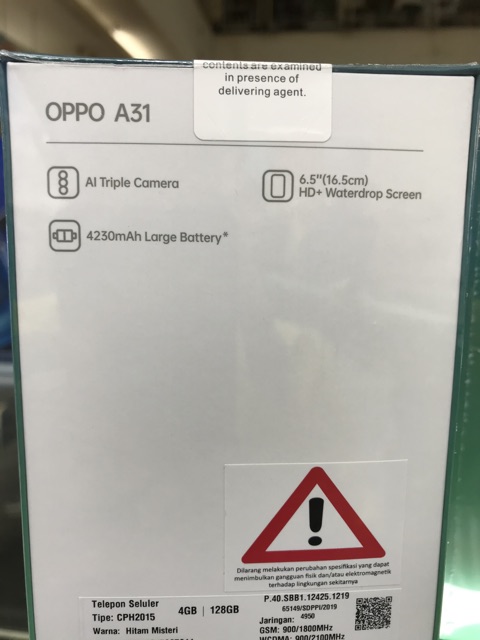 contents are examined
in presence of
delivering agent.
OPPO A31
AI Triple Camera
6.5"(16.5cm)
HD+ Waterdrop Screen
4230mAh Large Battery*
Dilarang melakukan perubahan spesifikasi yang dapat
menimbulkan gangguan fisik dan/atau elektromagnetik
terhadap lingkungan sekitarnya
Telepon Seluler
Tipe: CPH2015
4GB | 128GB
Warna: Hitam Misteri
P.40.SBB1.12425.1219
65149/SDPPI/2019
4950
Jaringan:
GSM: 900/1800MHz
WCDMA: 900/2100MHz